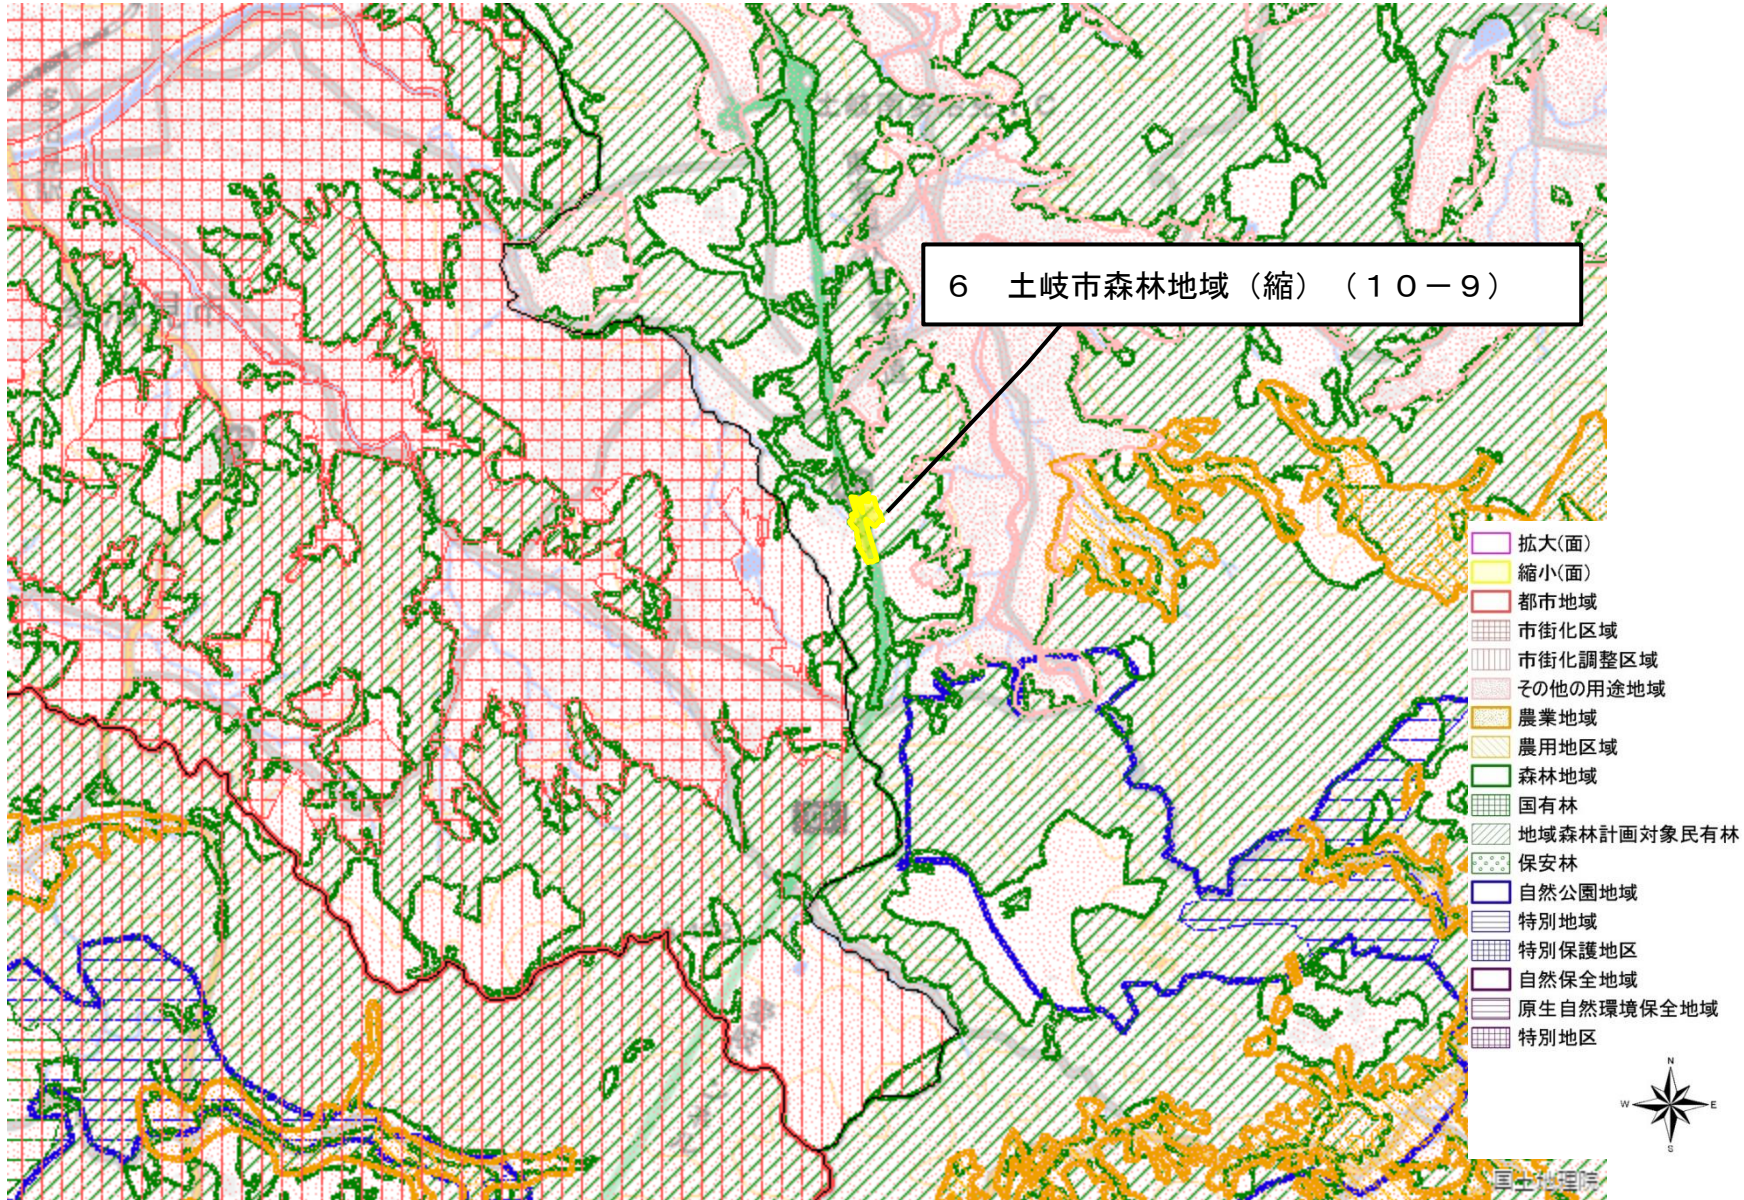 6 土岐市森林地域（縮）（１０－９）
拡大(面)
縮小(面)
都市地域
市街化区域
市街化調整区域
その他の用途地域
農業地域
農用地区域
森林地域
国有林
地域森林計画対象民有林
保安林
自然公園地域
特別地域
特別保護地区
自然保全地域
原生自然環境保全地域
特別地区
N
W E
S
国土地理院